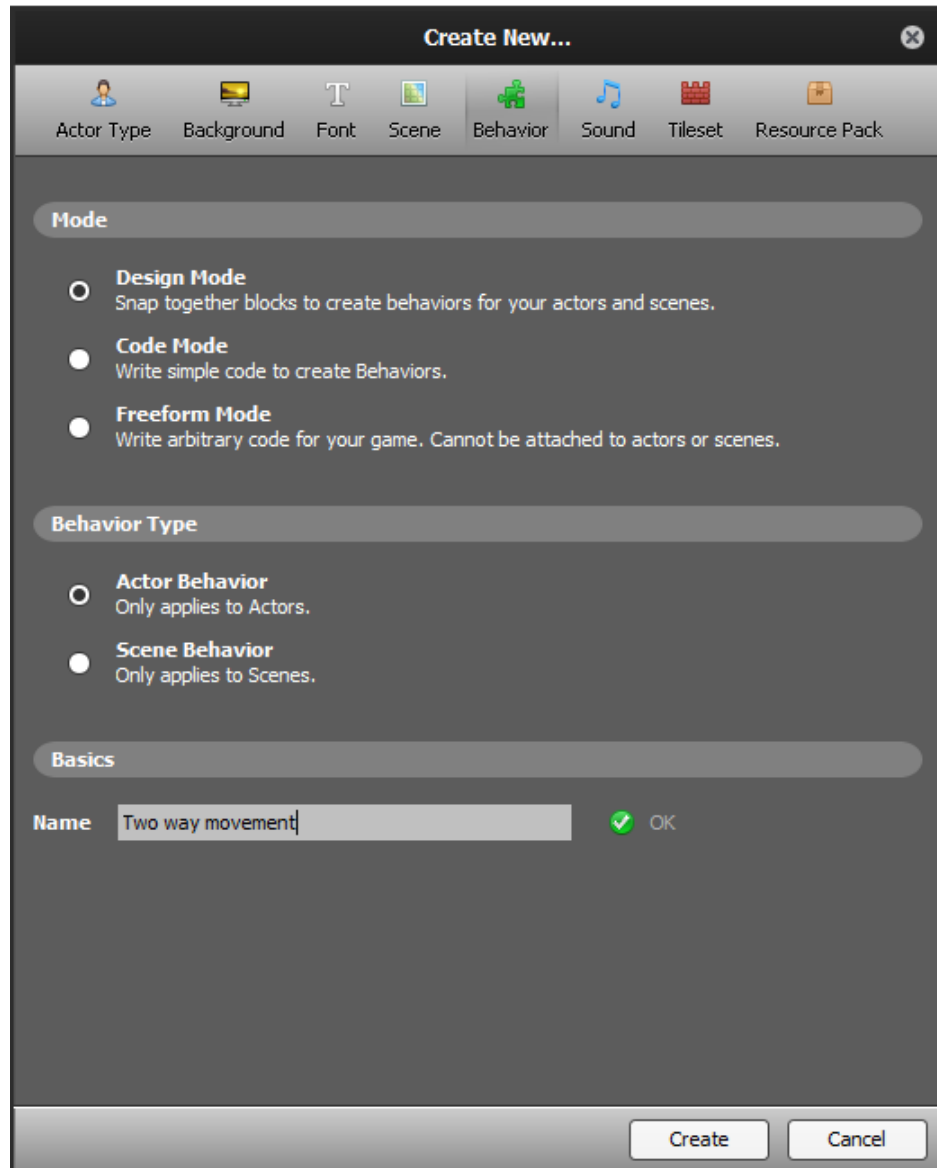 Create New...
Actor Type Background Font Scene Behavior Sound Tileset Resource Pack
Mode
Design Mode
Snap together blocks to create behaviors for your actors and scenes.
Code Mode
Write simple code to create Behaviors.
Freeform Mode
Write arbitrary code for your game. Cannot be attached to actors or scenes.
Behavior Type
Actor Behavior
Only applies to Actors.
Scene Behavior
Only applies to Scenes.
Basics
Name Two way movement OK
Create Cancel